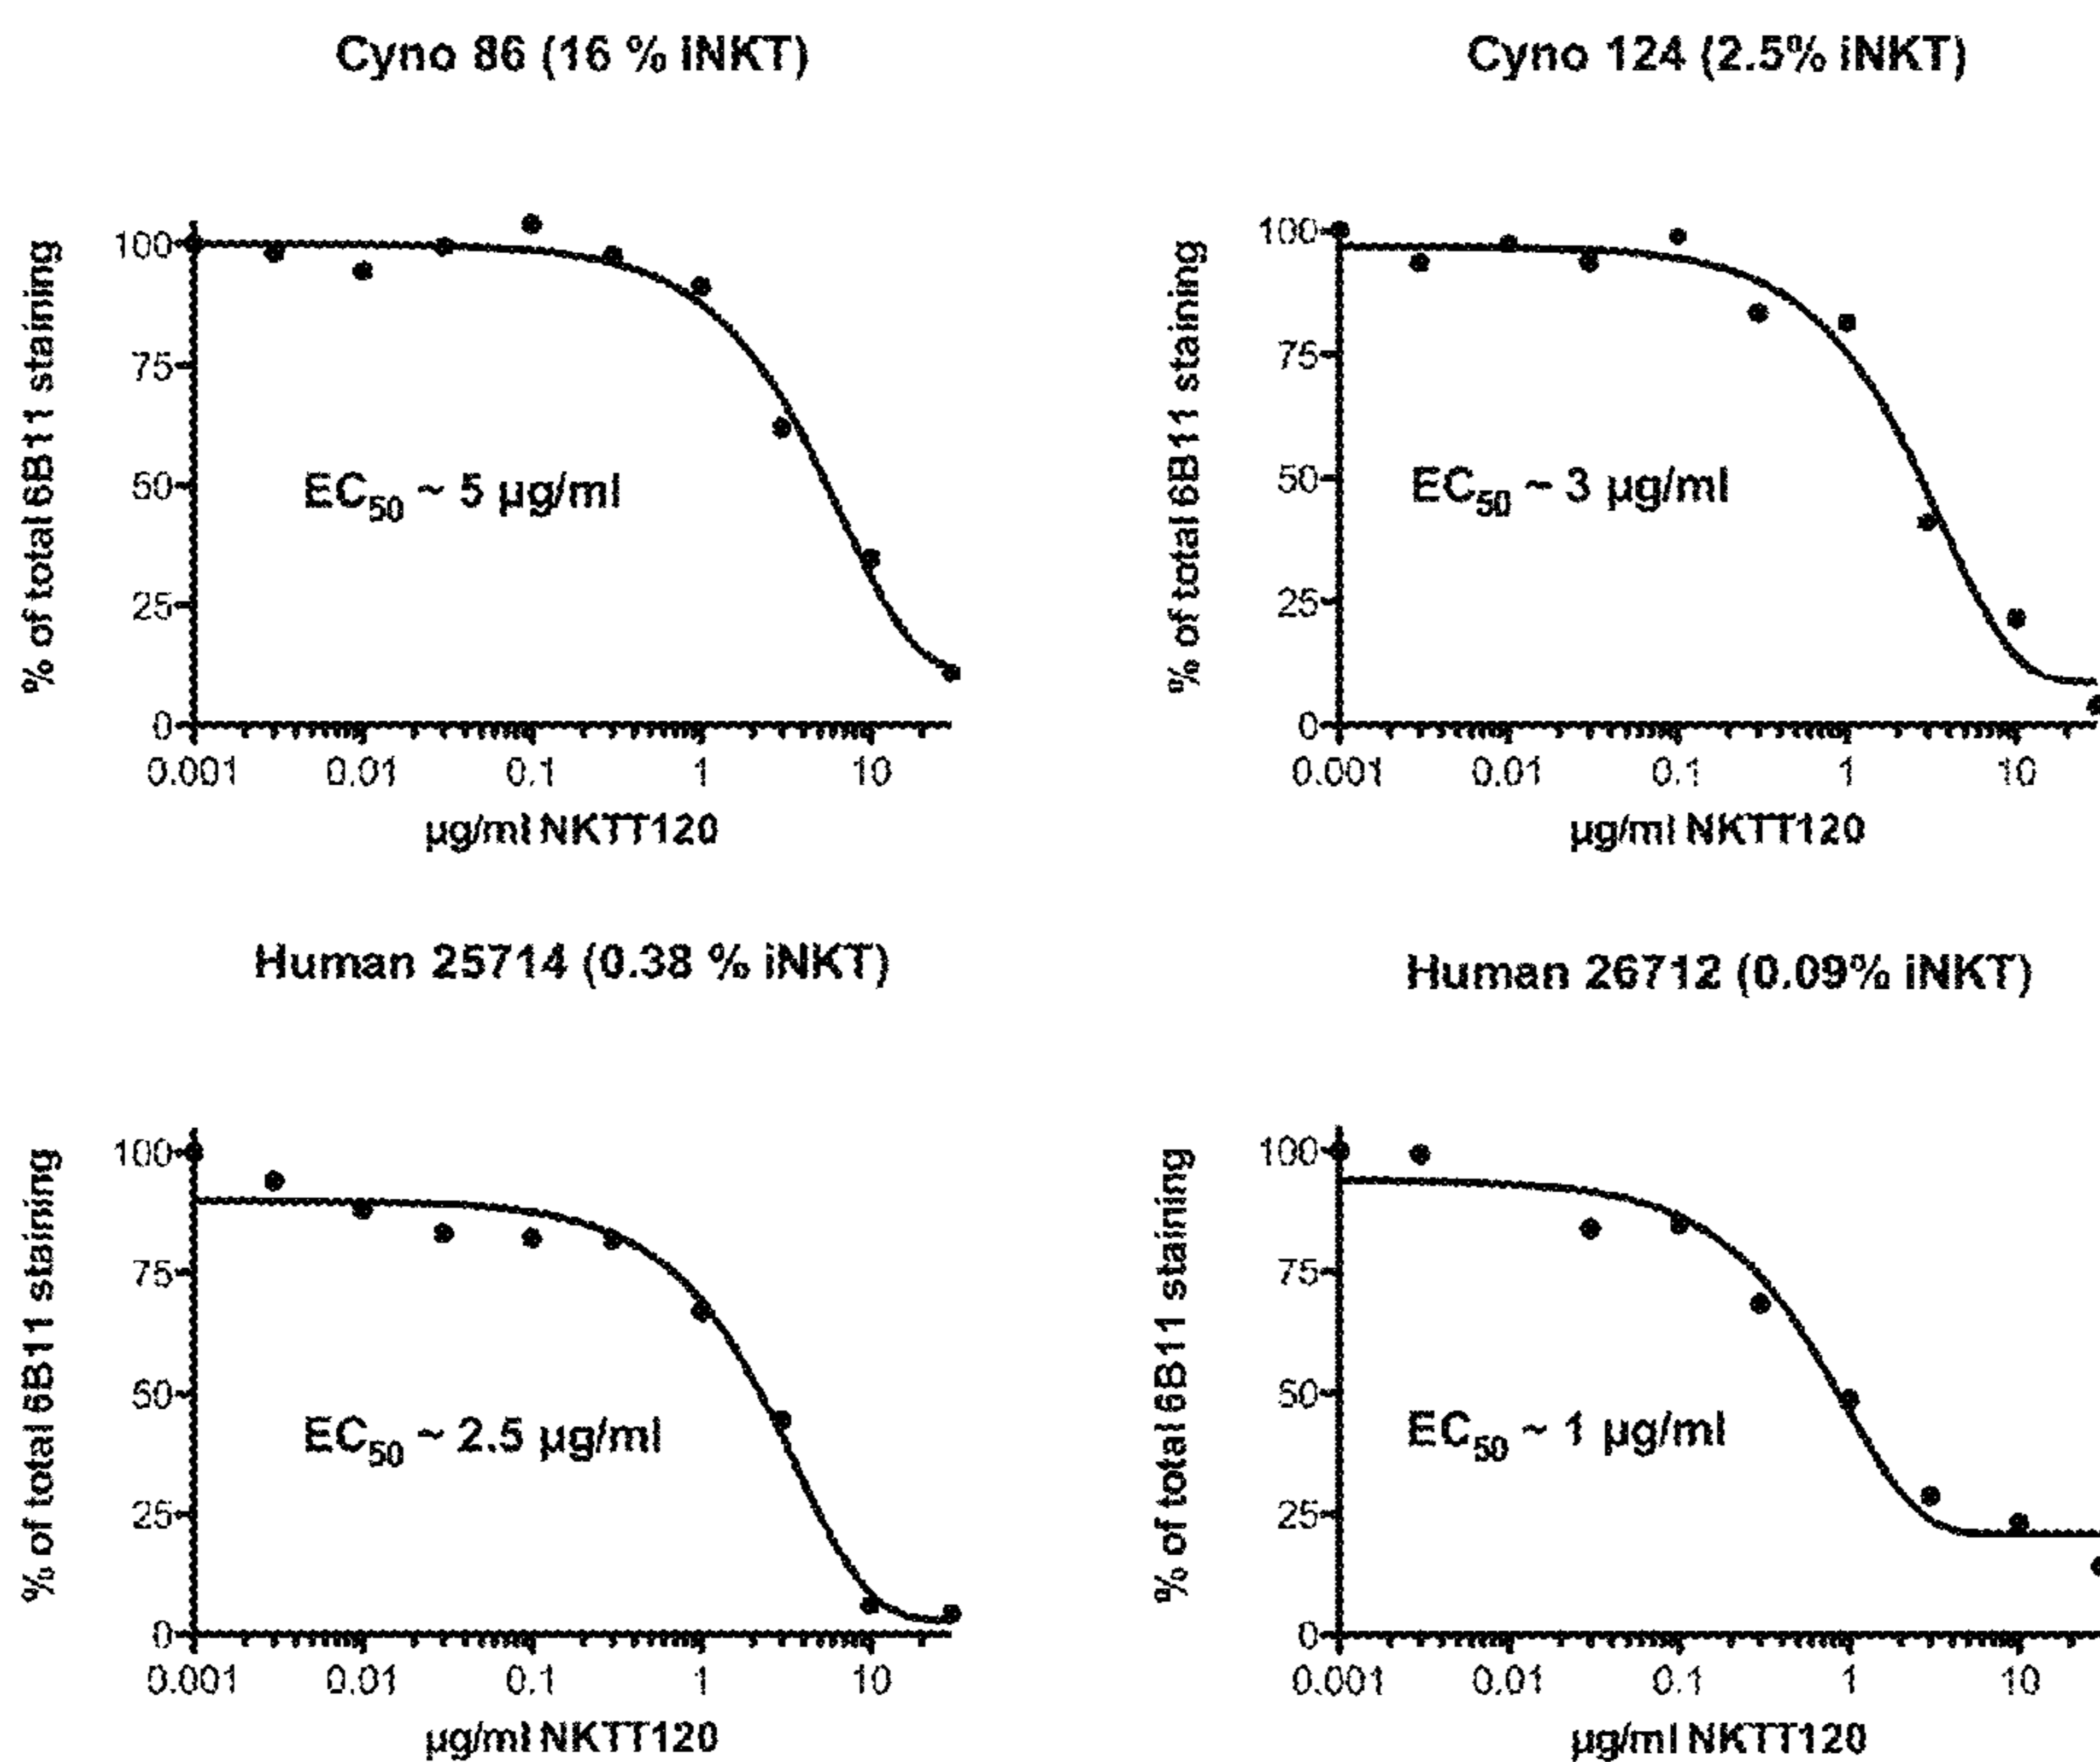 Cyno 86 (16 % iNKT)
% of total 6B11 staining
100
75
50
25
0
EC50 ~ 5 µg/ml
0.001 0.01 0.1 1 10
µg/ml NKTT120
Cyno 124 (2.5% iNKT)
% of total 6B11 staining
100
75
50
25
0
EC50 ~ 3 µg/ml
0.001 0.01 0.1 1 10
µg/ml NKTT120
Human 25714 (0.38 % iNKT)
% of total 6B11 staining
100
75
50
25
0
EC50 ~ 2.5 µg/ml
0.001 0.01 0.1 1 10
µg/ml NKTT120
Human 26712 (0.09% iNKT)
% of total 6B11 staining
100
75
50
25
0
EC50 ~ 1 µg/ml
0.001 0.01 0.1 1 10
µg/ml NKTT120